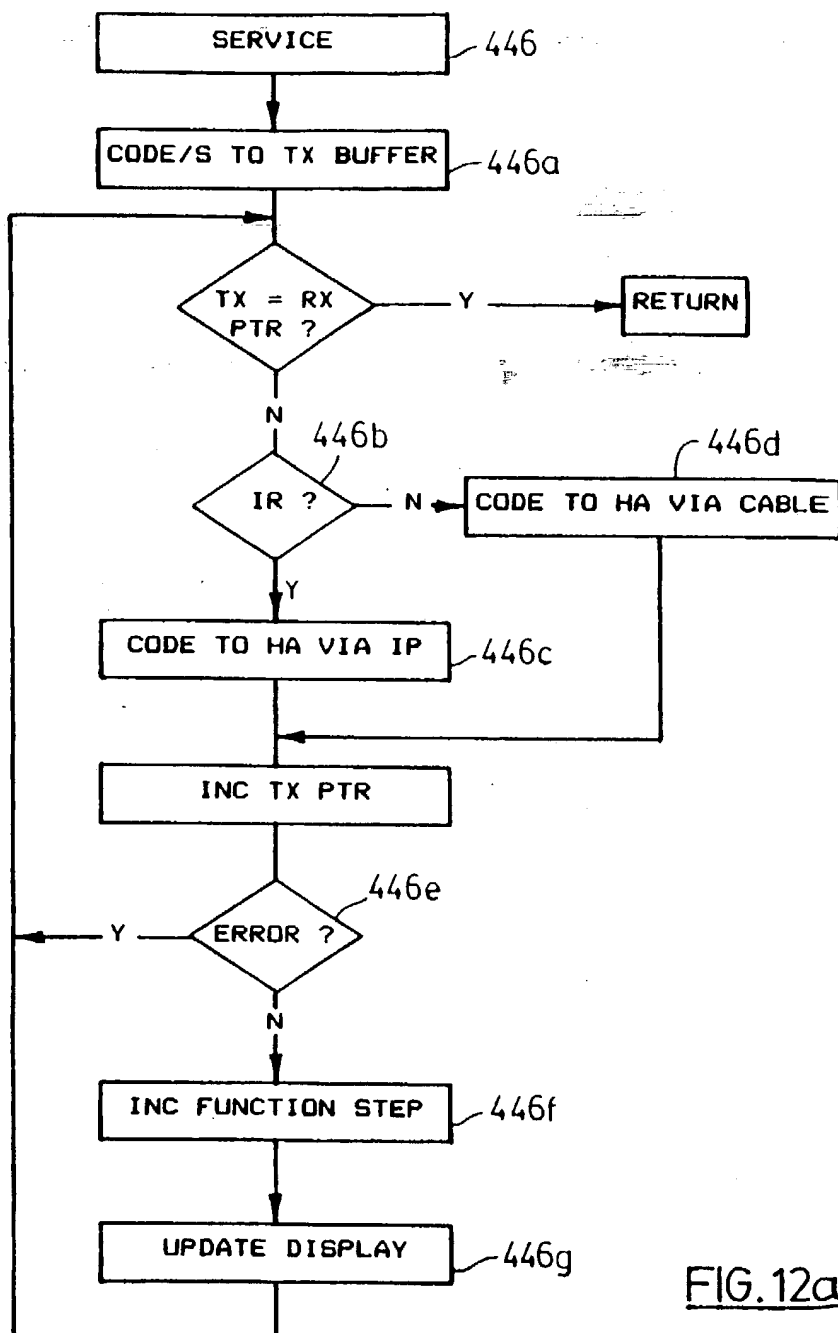 SERVICE
446
CODE/S TO TX BUFFER
446a
TX = RX
PTR ?
Y
RETURN
N
446b
446d
IR ?
N
CODE TO HA VIA CABLE
Y
CODE TO HA VIA IP
446c
INC TX PTR
446e
ERROR ?
Y
N
INC FUNCTION STEP
446f
UPDATE DISPLAY
446g
FIG.12a